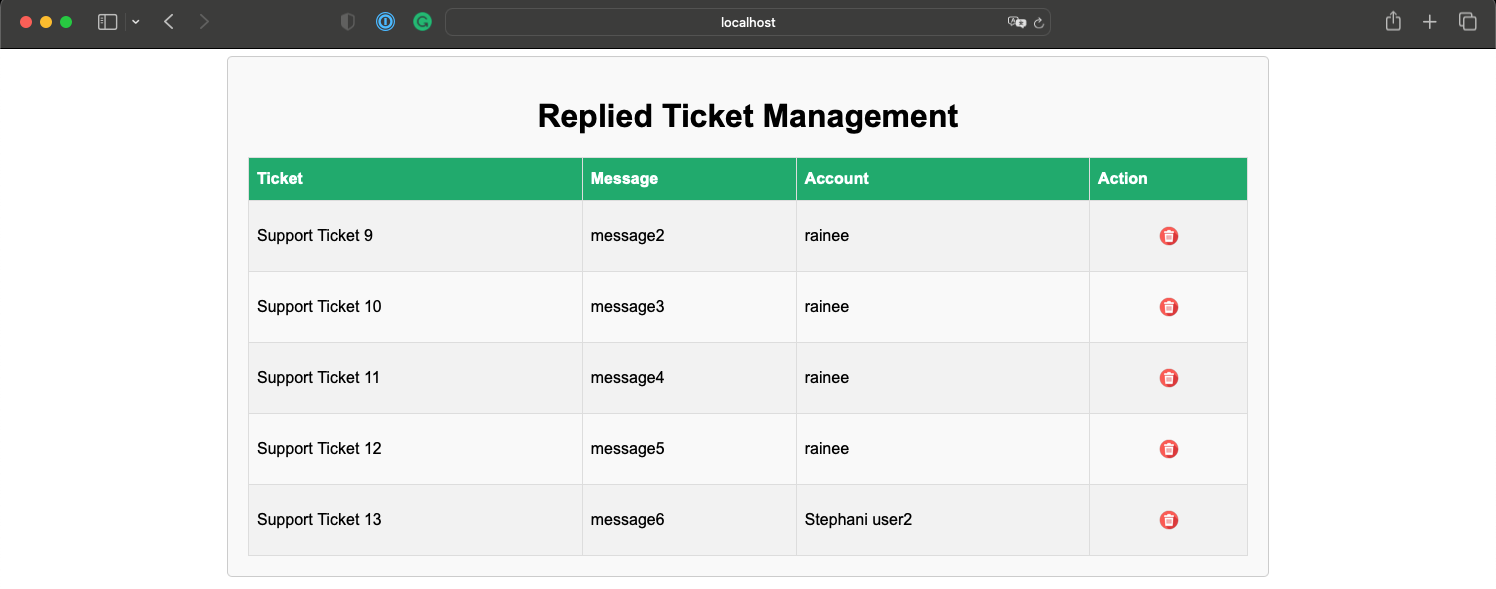 localhost
Replied Ticket Management
Ticket Message Account Action
Support Ticket 9 message2 rainee
Support Ticket 10 message3 rainee
Support Ticket 11 message4 rainee
Support Ticket 12 message5 rainee
Support Ticket 13 message6 Stephani user2